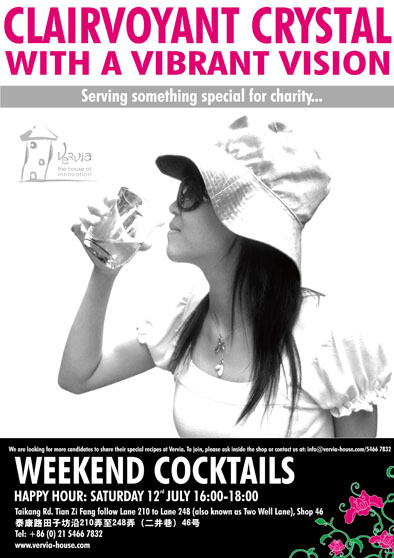 CLAIRVOYANT CRYSTAL
WITH A VIBRANT VISION
Serving something special for charity...
Vervia
the house of
innovation
We are looking for more candidates to share their special recipes at Vervia. To join, please ask inside the shop or contact us at: info@vervia-house.com/5466 7832
WEEKEND COCKTAILS
HAPPY HOUR: SATURDAY 12nd JULY 16:00-18:00
Taikang Rd. Tian Zi Fang follow Lane 210 to Lane 248 (also known as Two Well Lane), Shop 46
泰康路田子坊沿210弄至248弄（二井巷）46号
Tel: +86 (0) 21 5466 7832
www.vervia-house.com